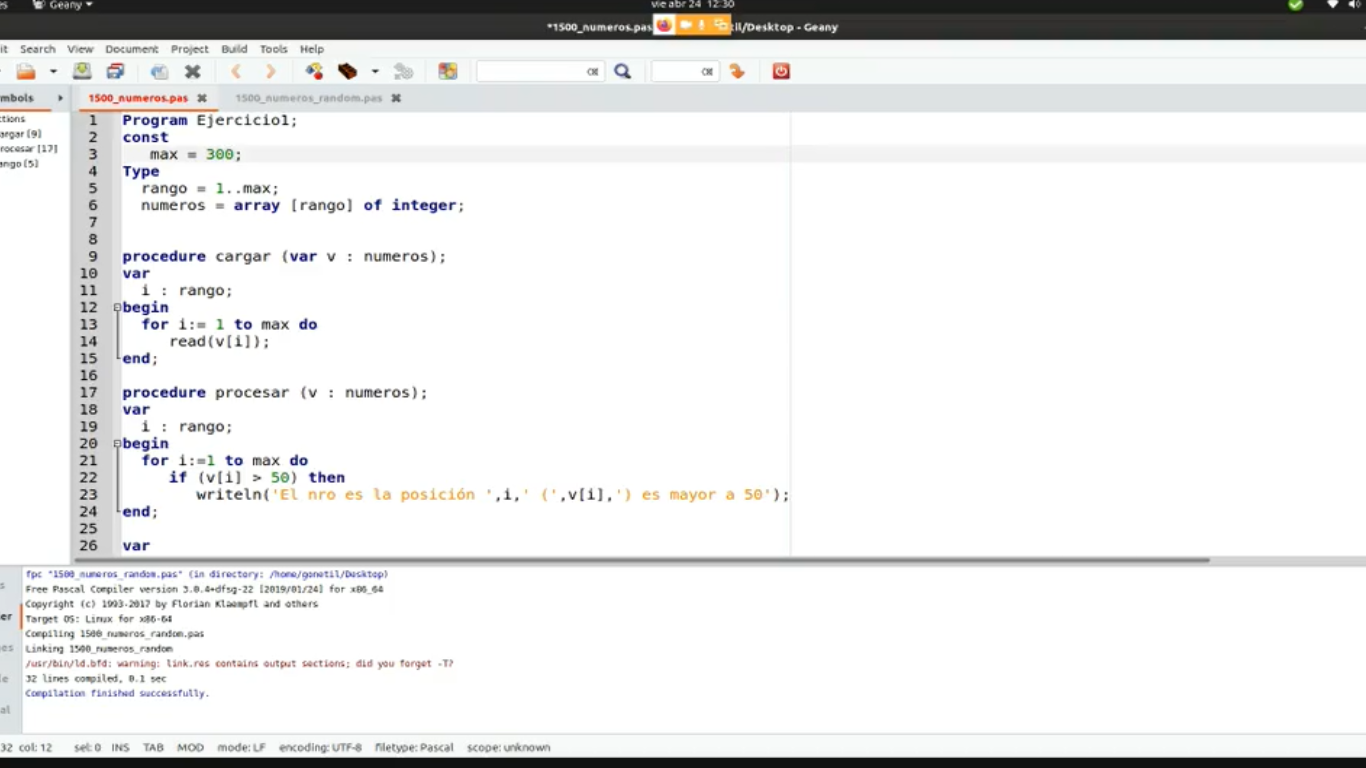 es Geany vie abr 24 12:30
*1500_numeros.pas il/Desktop - Geany
it Search View Document Project Build Tools Help
mbols 1500_numeros.pas 1500_numeros_random.pas
ctions
argar [9]
rocesar [17]
ango [5]
1 Program Ejercicio1;
2 const
3 max = 300;
4 Type
5 rango = 1..max;
6 numeros = array [rango] of integer;
7
8
9 procedure cargar (var v : numeros);
10 var
11 i : rango;
12 begin
13 for i:= 1 to max do
14 read(v[i]);
15 end;
16
17 procedure procesar (v : numeros);
18 var
19 i : rango;
20 begin
21 for i:=1 to max do
22 if (v[i] > 50) then
23 writeln('El nro es la posición ',i,' (',v[i],') es mayor a 50');
24 end;
25
26 var
fpc "1500_numeros_random.pas" (in directory: /home/gonetil/Desktop)
Free Pascal Compiler version 3.0.4+dfsg-22 [2019/01/24] for x86_64
Copyright (c) 1993-2017 by Florian Klaempfl and others
Target OS: Linux for x86-64
Compiling 1500_numeros_random.pas
Linking 1500_numeros_random
/usr/bin/ld.bfd: warning: link.res contains output sections; did you forget -T?
32 lines compiled, 0.1 sec
Compilation finished successfully.
s
er
es
le
al
32 col: 12 sel: 0 INS TAB MOD mode: LF encoding: UTF-8 filetype: Pascal scope: unknown